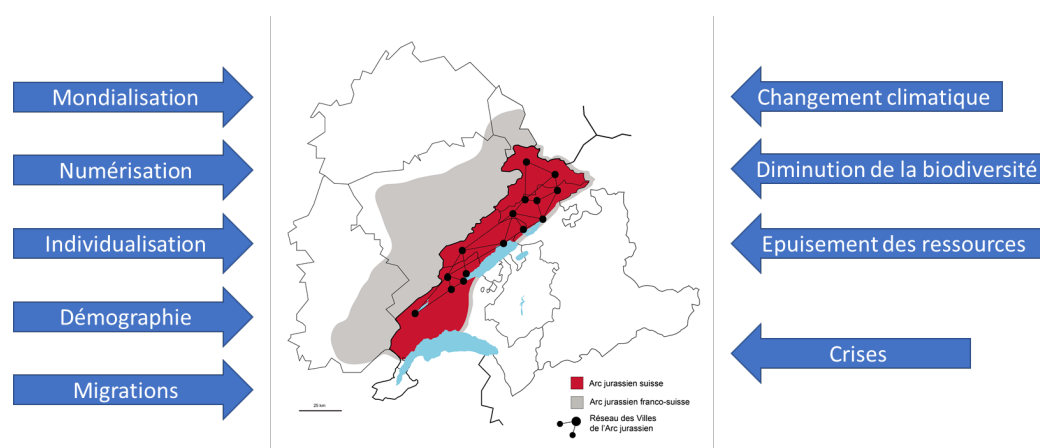 Mondialisation
Numérisation
Individualisation
Démographie
Migrations
Changement climatique
Diminution de la biodiversité
Epuisement des ressources
Crises
Arc jurassien suisse
Arc jurassien franco-suisse
Réseau des Villes
de l'Arc jurassien
25 km